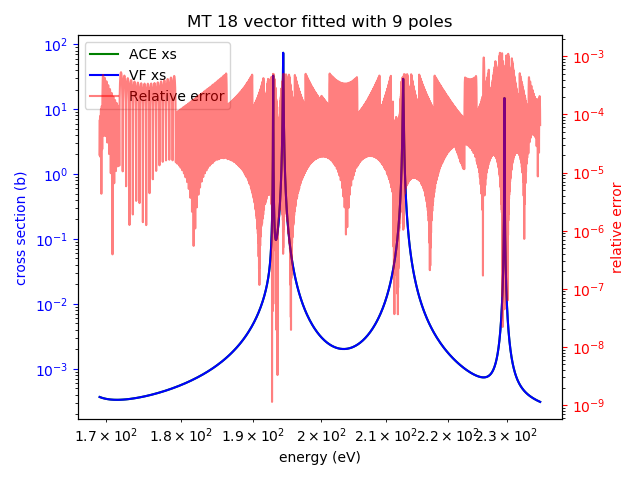 MT 18 vector fitted with 9 poles
ACE xs
VF xs
Relative error
cross section (b)
10²
10¹
10⁰
10⁻¹
10⁻²
10⁻³
relative error
10⁻³
10⁻⁴
10⁻⁵
10⁻⁶
10⁻⁷
10⁻⁸
10⁻⁹
1.7 × 10² 1.8 × 10² 1.9 × 10² 2 × 10² 2.1 × 10² 2.2 × 10² 2.3 × 10²
energy (eV)